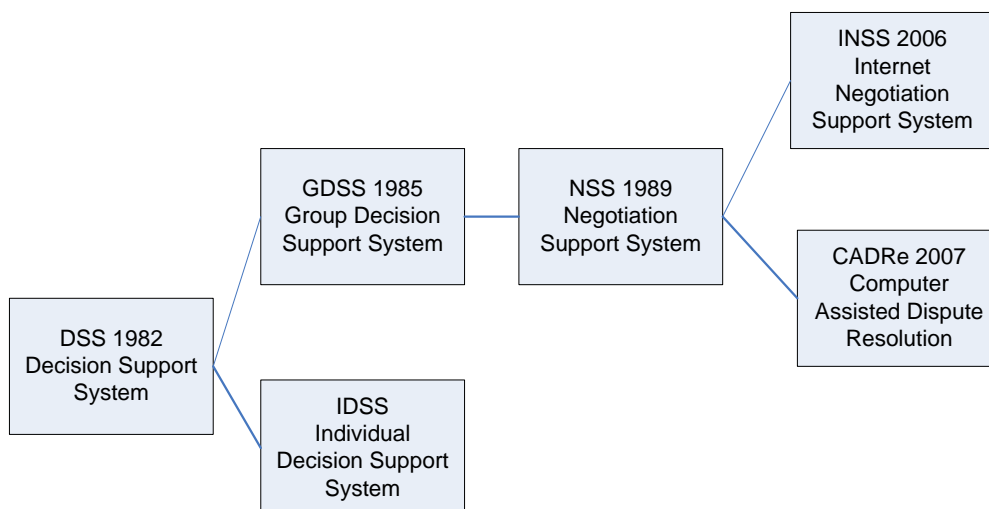 INSS 2006
Internet
Negotiation
Support System
GDSS 1985
Group Decision
Support System
NSS 1989
Negotiation
Support System
CADRe 2007
Computer
Assisted Dispute
Resolution
DSS 1982
Decision Support
System
IDSS
Individual
Decision Support
System